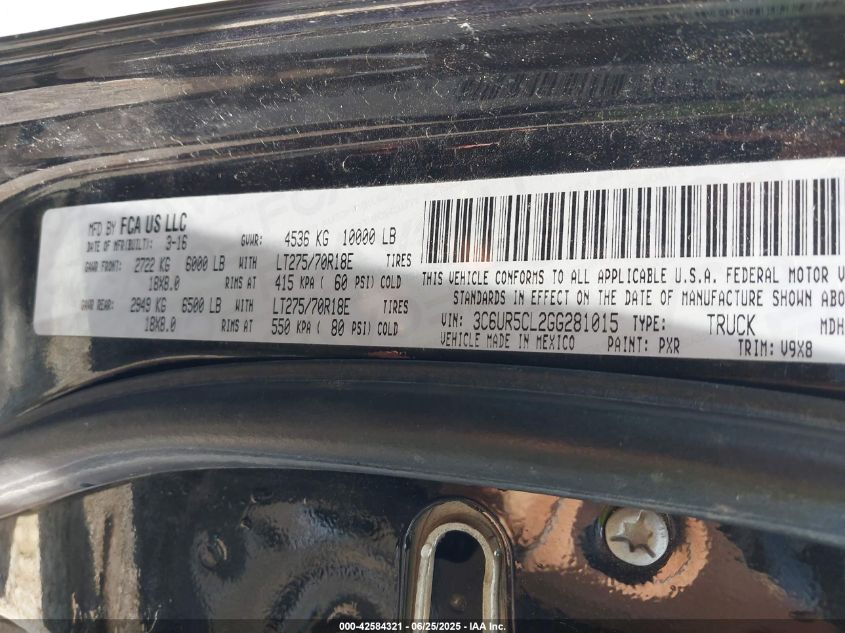 MFD BY FCA US LLC
DATE OF MFR(BUILT): 3-16 GVWR: 4536 KG 10000 LB
GAWR FRONT: 2722 KG 6000 LB WITH LT275/70R18E TIRES
18X8.0 RIMS AT 415 KPA ( 60 PSI) COLD
GAWR REAR: 2949 KG 6500 LB WITH LT275/70R18E TIRES
18X8.0 RIMS AT 550 KPA ( 80 PSI) COLD
THIS VEHICLE CONFORMS TO ALL APPLICABLE U.S.A. FEDERAL MOTOR V
STANDARDS IN EFFECT ON THE DATE OF MANUFACTURE SHOWN ABO
VIN: 3C6UR5CL2GG281015 TYPE: TRUCK MDH
VEHICLE MADE IN MEXICO PAINT: PXR TRIM: V9X8
000-42584321 - 06/25/2025 - IAA Inc.